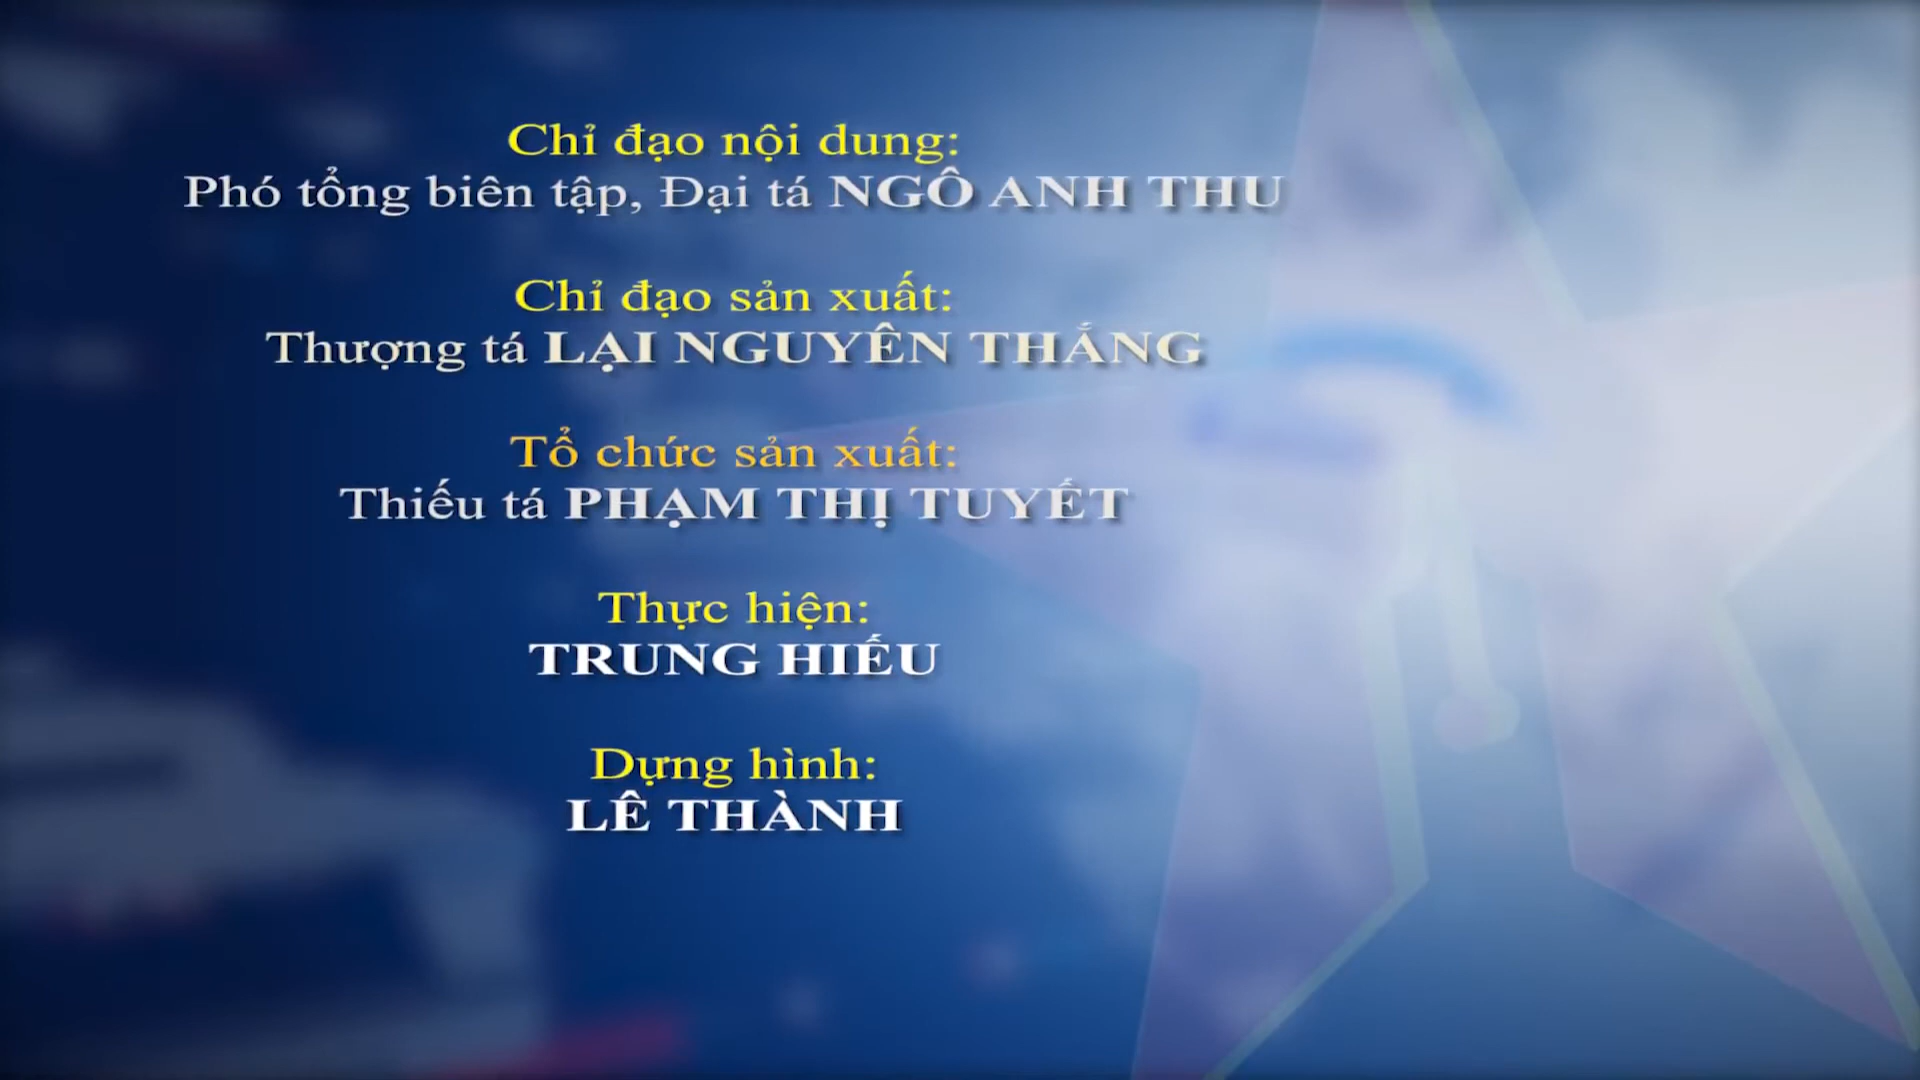 Chỉ đạo nội dung:
Phó tổng biên tập, Đại tá NGÔ ANH THU
Chỉ đạo sản xuất:
Thượng tá LẠI NGUYÊN THẮNG
Tổ chức sản xuất:
Thiếu tá PHẠM THỊ TUYẾT
Thực hiện:
TRUNG HIẾU
Dựng hình:
LÊ THÀNH